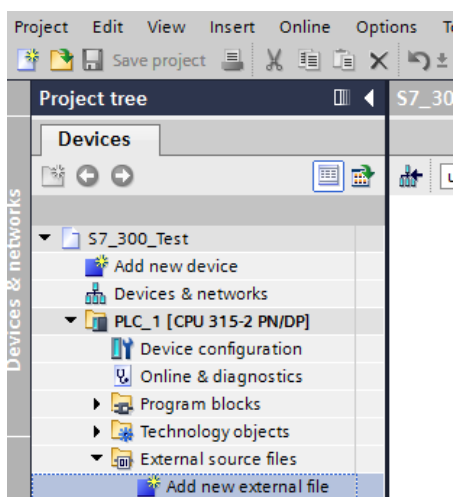 Project Edit View Insert Online Options
Save project
Project tree
S7_30
Devices
Devices & networks
S7_300_Test
Add new device
Devices & networks
PLC_1 [CPU 315-2 PN/DP]
Device configuration
Online & diagnostics
Program blocks
Technology objects
External source files
Add new external file